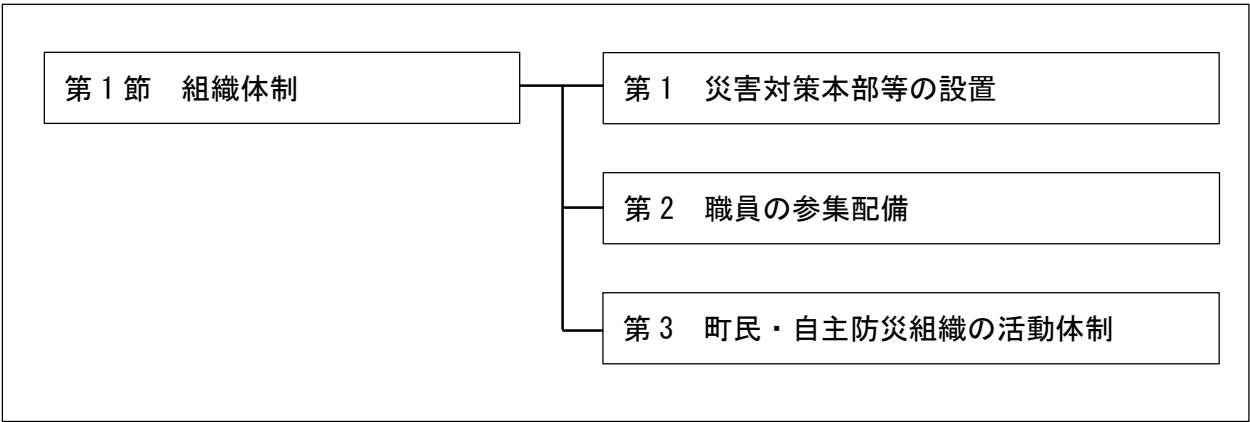 第1節　組織体制
第1　災害対策本部等の設置
第2　職員の参集配備
第3　町民・自主防災組織の活動体制